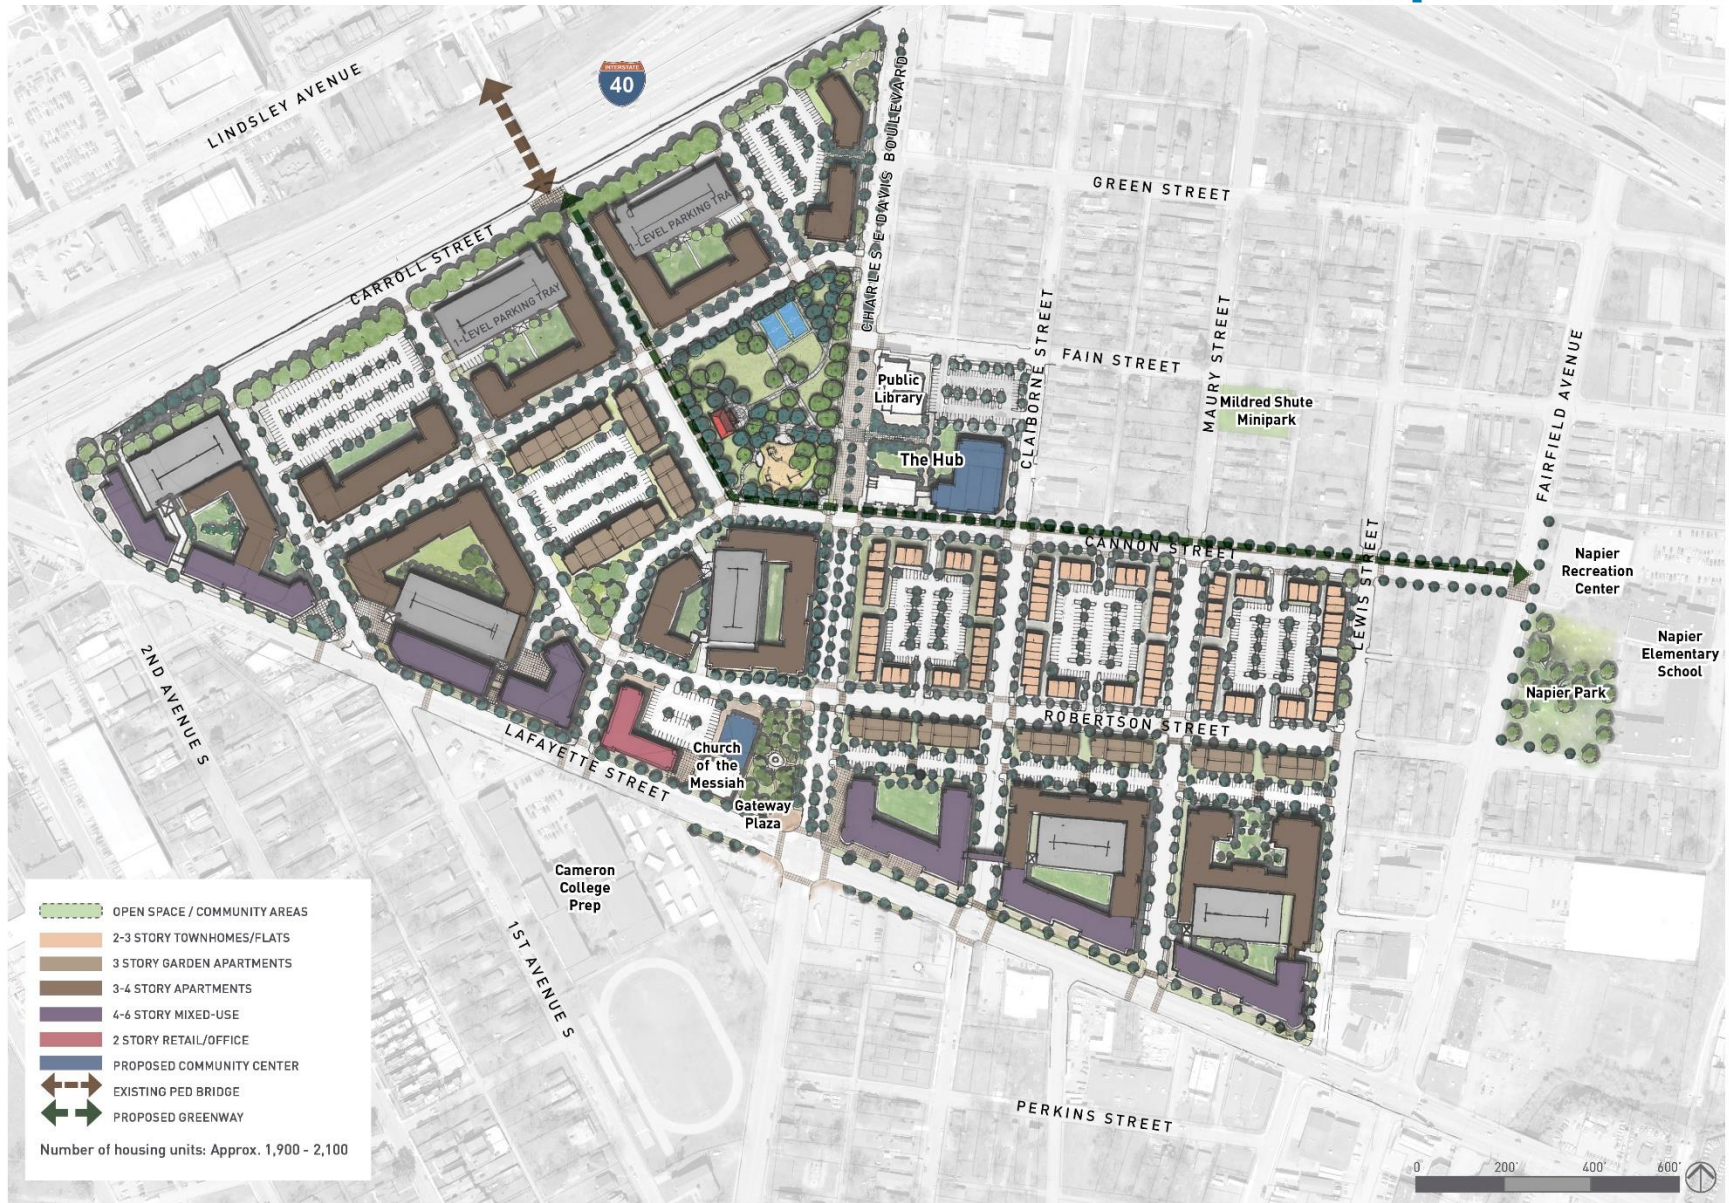 LINDSLEY AVENUE
INTERSTATE
40
CHARLES E DAVIS BOULEVARD
GREEN STREET
CARROLL STREET
1-LEVEL PARKING TRAY
1-LEVEL PARKING TRA
FAIN STREET
CLAIBORNE STREET
MAURY STREET
FAIRFIELD AVENUE
Public
Library
Mildred Shute
Minipark
The Hub
CANNON STREET
LEWIS STREET
Napier
Recreation
Center
Napier
Elementary
School
Napier Park
2ND AVENUE S
LAFAYETTE STREET
ROBERTSON STREET
Church
of the
Messiah
Gateway
Plaza
Cameron
College
Prep
1ST AVENUE S
PERKINS STREET
OPEN SPACE / COMMUNITY AREAS
2-3 STORY TOWNHOMES/FLATS
3 STORY GARDEN APARTMENTS
3-4 STORY APARTMENTS
4-6 STORY MIXED-USE
2 STORY RETAIL/OFFICE
PROPOSED COMMUNITY CENTER
EXISTING PED BRIDGE
PROPOSED GREENWAY
Number of housing units: Approx. 1,900 - 2,100
0 200' 400' 600'